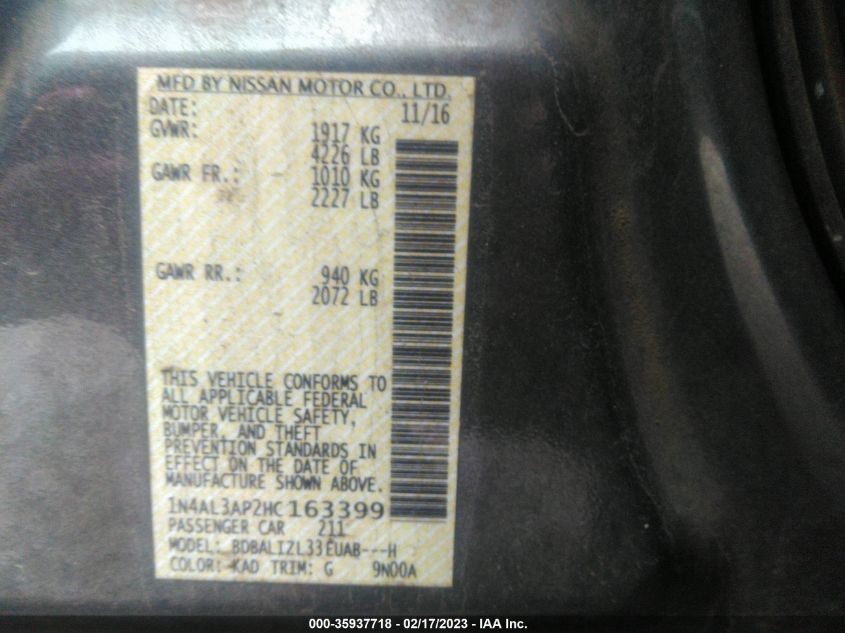 MFD BY NISSAN MOTOR CO., LTD.
DATE: 11/16
GVWR: 1917 KG
4226 LB
GAWR FR.: 1010 KG
2227 LB
GAWR RR.: 940 KG
2072 LB
THIS VEHICLE CONFORMS TO
ALL APPLICABLE FEDERAL
MOTOR VEHICLE SAFETY,
BUMPER, AND THEFT
PREVENTION STANDARDS IN
EFFECT ON THE DATE OF
MANUFACTURE SHOWN ABOVE.
1N4AL3AP2HC163399
PASSENGER CAR 211
MODEL: BDBALIZL33EUAB---H
COLOR: KAD TRIM: G 9N00A
000-35937718 - 02/17/2023 - IAA Inc.